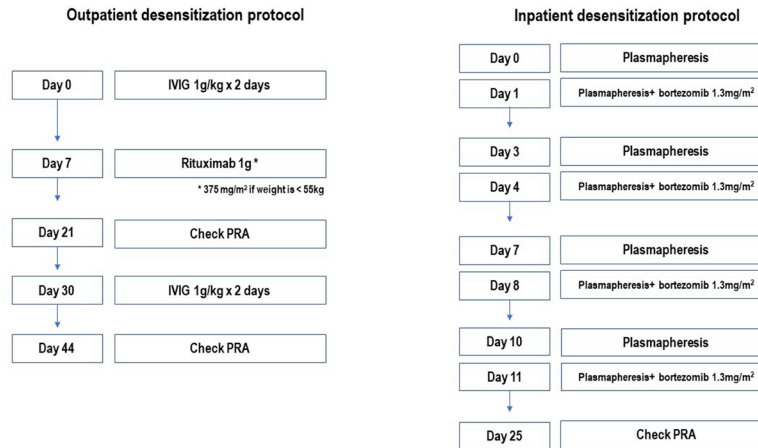 Outpatient desensitization protocol
Day 0 IVIG 1g/kg x 2 days
Day 7 Rituximab 1g *
* 375 mg/m² if weight is < 55kg
Day 21 Check PRA
Day 30 IVIG 1g/kg x 2 days
Day 44 Check PRA
Inpatient desensitization protocol
Day 0 Plasmapheresis
Day 1 Plasmapheresis+ bortezomib 1.3mg/m²
Day 3 Plasmapheresis
Day 4 Plasmapheresis+ bortezomib 1.3mg/m²
Day 7 Plasmapheresis
Day 8 Plasmapheresis+ bortezomib 1.3mg/m²
Day 10 Plasmapheresis
Day 11 Plasmapheresis+ bortezomib 1.3mg/m²
Day 25 Check PRA